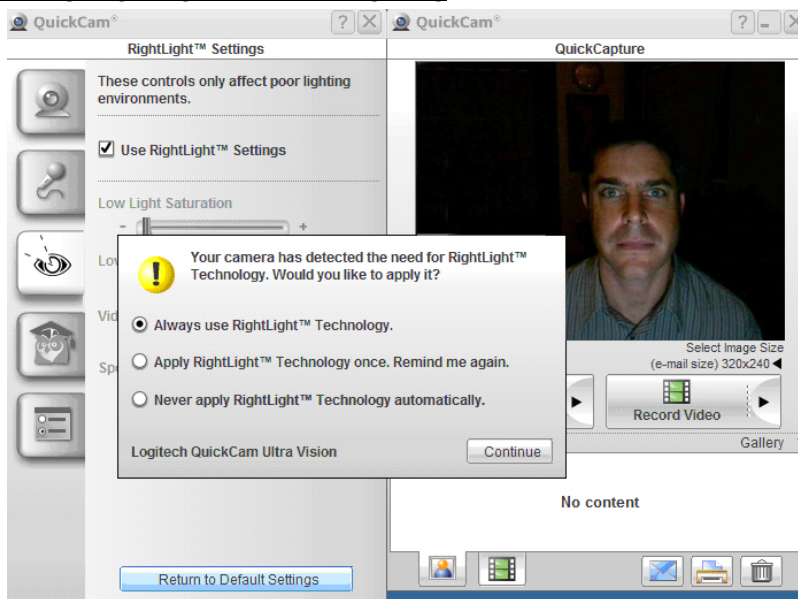 QuickCam®
RightLight™ Settings
These controls only affect poor lighting
environments.
Use RightLight™ Settings
Low Light Saturation
- +
Your camera has detected the need for RightLight™
Technology. Would you like to apply it?
Always use RightLight™ Technology.
Apply RightLight™ Technology once. Remind me again.
Never apply RightLight™ Technology automatically.
Logitech QuickCam Ultra Vision
Continue
Return to Default Settings
QuickCam®
QuickCapture
Select Image Size
(e-mail size) 320x240
Record Video
Gallery
No content